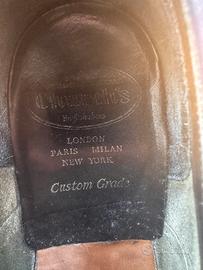 Church's
LONDON
PARIS MILAN
NEW YORK
Custom Grade